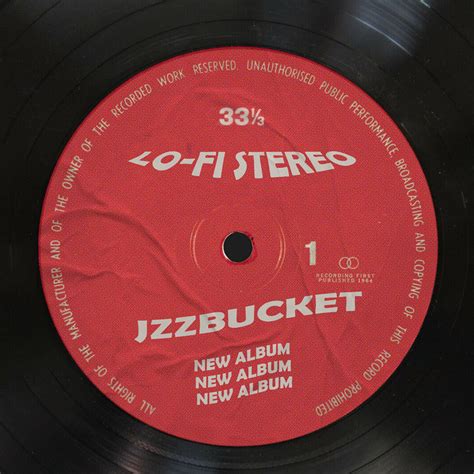 ALL RIGHTS OF THE MANUFACTURER AND OF THE OWNER OF THE RECORDED WORK RESERVED. UNAUTHORISED PUBLIC PERFORMANCE, BROADCASTING AND COPYING OF THIS RECORD PROHIBITED
33⅓
LO-FI STEREO
1
RECORDING FIRST
PUBLISHED 1964
JZZBUCKET
NEW ALBUM
NEW ALBUM
NEW ALBUM